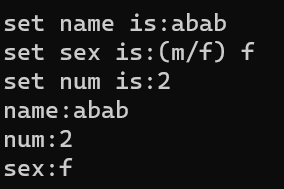 set name is:abab
set sex is:(m/f) f
set num is:2
name:abab
num:2
sex:f